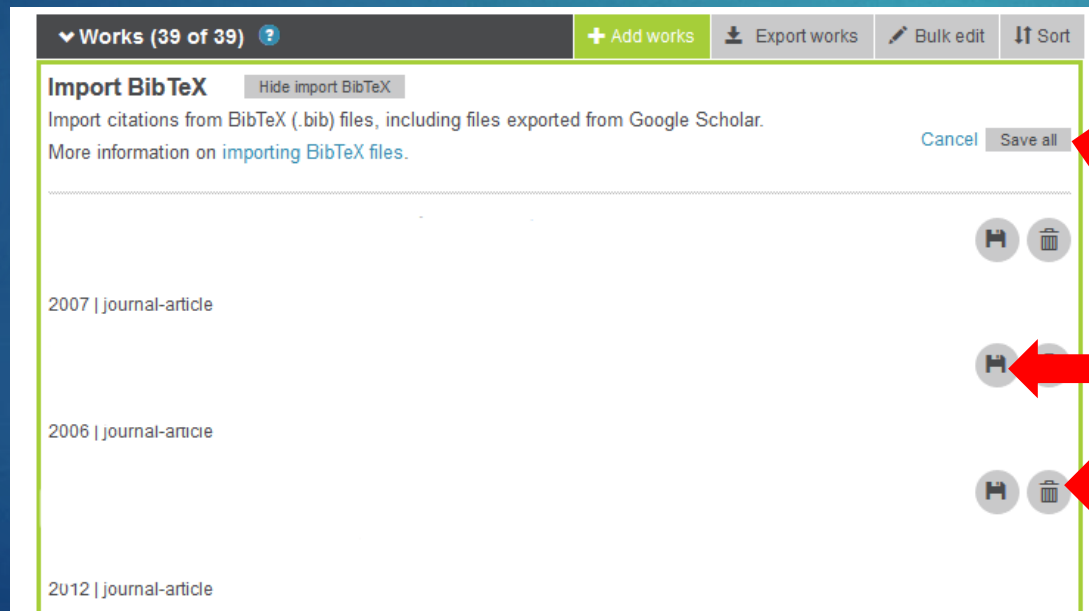 Works (39 of 39) ? Add works Export works Bulk edit Sort
Import BibTeX Hide import BibTeX
Import citations from BibTeX (.bib) files, including files exported from Google Scholar.
More information on importing BibTeX files.
Cancel Save all
2007 | journal-article
2006 | journal-article
2012 | journal-article